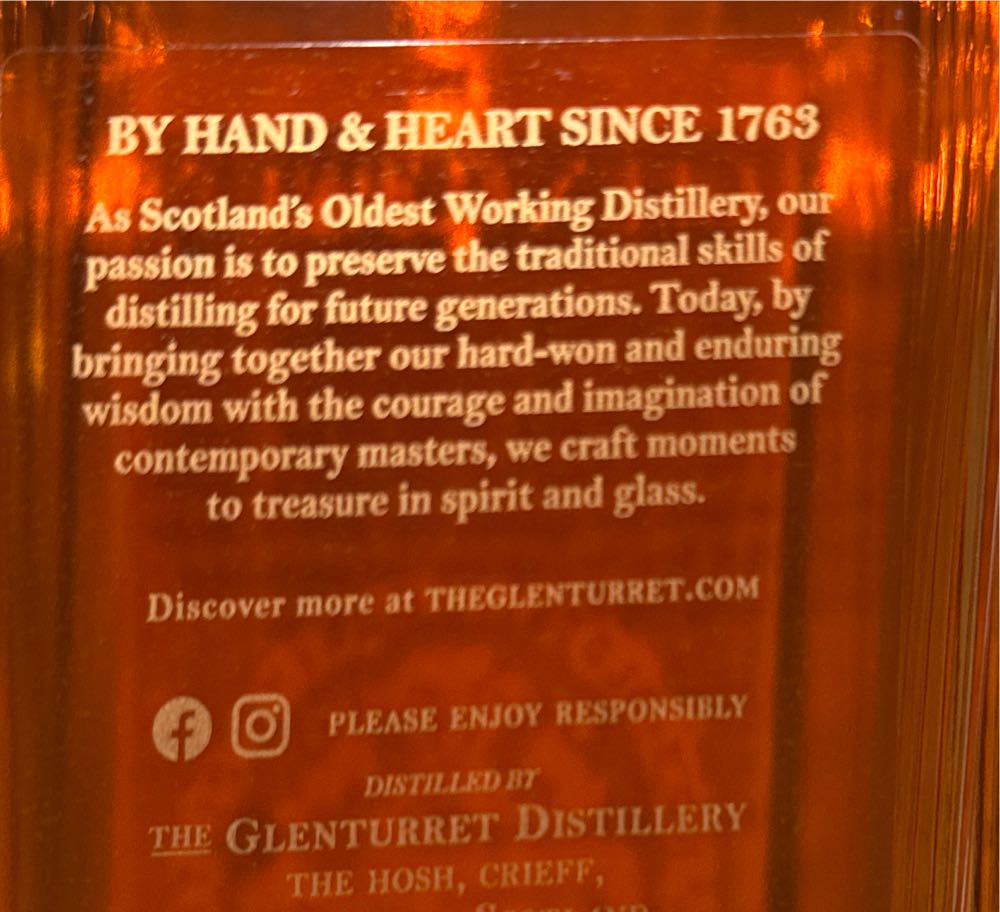 BY HAND & HEART SINCE 1763
As Scotland's Oldest Working Distillery, our
passion is to preserve the traditional skills of
distilling for future generations. Today, by
bringing together our hard-won and enduring
wisdom with the courage and imagination of
contemporary masters, we craft moments
to treasure in spirit and glass.
Discover more at THEGLENTURRET.COM
PLEASE ENJOY RESPONSIBLY
DISTILLED BY
THE GLENTURRET DISTILLERY
THE HOSH, CRIEFF,